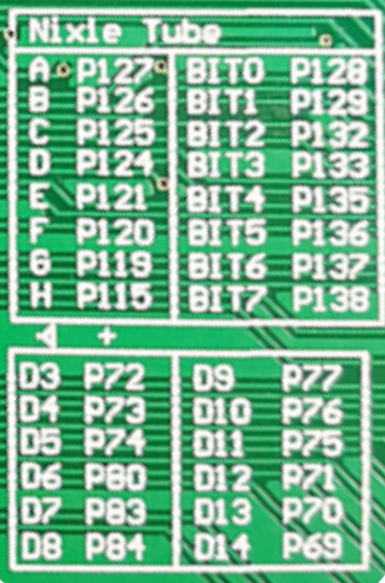 Nixie Tube
A P127 BIT0 P128
B P126 BIT1 P129
C P125 BIT2 P132
D P124 BIT3 P133
E P121 BIT4 P135
F P120 BIT5 P136
G P119 BIT6 P137
H P115 BIT7 P138
+
D3 P72 D9 P77
D4 P73 D10 P76
D5 P74 D11 P75
D6 P80 D12 P71
D7 P83 D13 P70
D8 P84 D14 P69